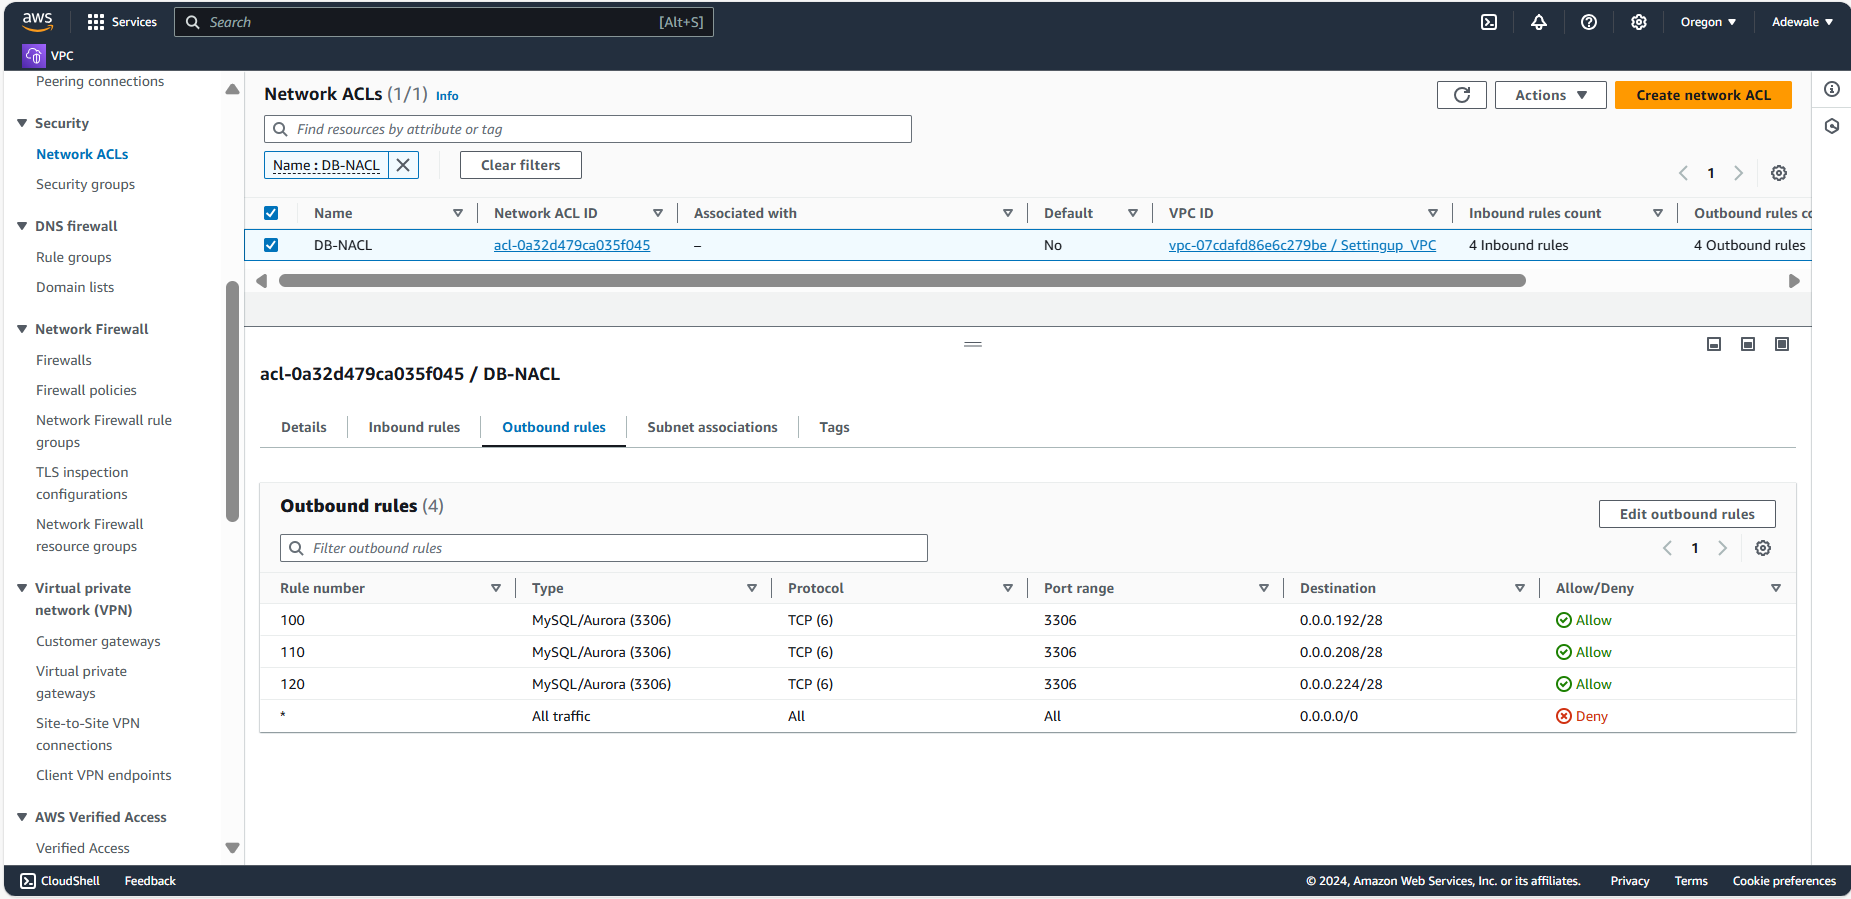 aws
Services
Search
[Alt+S]
Oregon
Adewale
VPC
Peering connections
Security
Network ACLs
Security groups
DNS firewall
Rule groups
Domain lists
Network Firewall
Firewalls
Firewall policies
Network Firewall rule
groups
TLS inspection
configurations
Network Firewall
resource groups
Virtual private
network (VPN)
Customer gateways
Virtual private
gateways
Site-to-Site VPN
connections
Client VPN endpoints
AWS Verified Access
Verified Access
Network ACLs (1/1) Info
Actions
Create network ACL
Find resources by attribute or tag
Name : DB-NACL
Clear filters
1
Name Network ACL ID Associated with Default VPC ID Inbound rules count Outbound rules co
DB-NACL acl-0a32d479ca035f045 – No vpc-07cdafd86e6c279be / Settingup_VPC 4 Inbound rules 4 Outbound rules
acl-0a32d479ca035f045 / DB-NACL
Details Inbound rules Outbound rules Subnet associations Tags
Outbound rules (4)
Edit outbound rules
Filter outbound rules
1
Rule number Type Protocol Port range Destination Allow/Deny
100 MySQL/Aurora (3306) TCP (6) 3306 0.0.0.192/28 Allow
110 MySQL/Aurora (3306) TCP (6) 3306 0.0.0.208/28 Allow
120 MySQL/Aurora (3306) TCP (6) 3306 0.0.0.224/28 Allow
* All traffic All All 0.0.0.0/0 Deny
CloudShell Feedback © 2024, Amazon Web Services, Inc. or its affiliates. Privacy Terms Cookie preferences